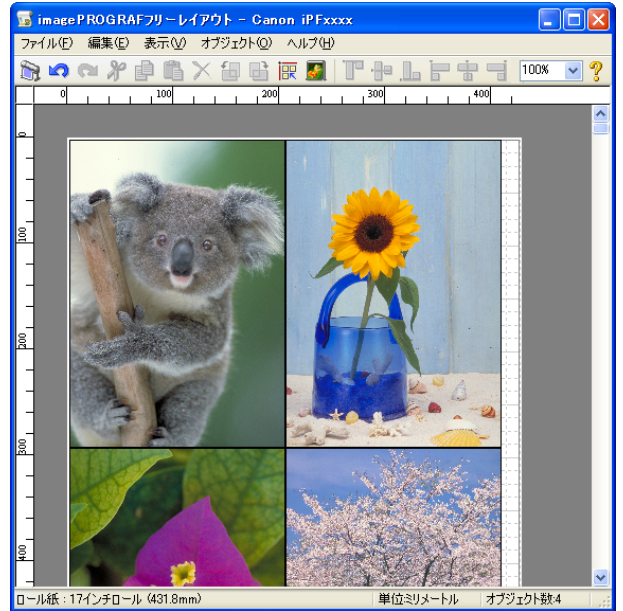 imagePROGRAFフリーレイアウト - Canon iPFxxxx
ファイル(F) 編集(E) 表示(V) オブジェクト(O) ヘルプ(H)
100% ?
0 100 200 300 400
0
100
200
300
400
ロール紙 : 17インチロール (431.8mm) 単位:ミリメートル オブジェクト数:4